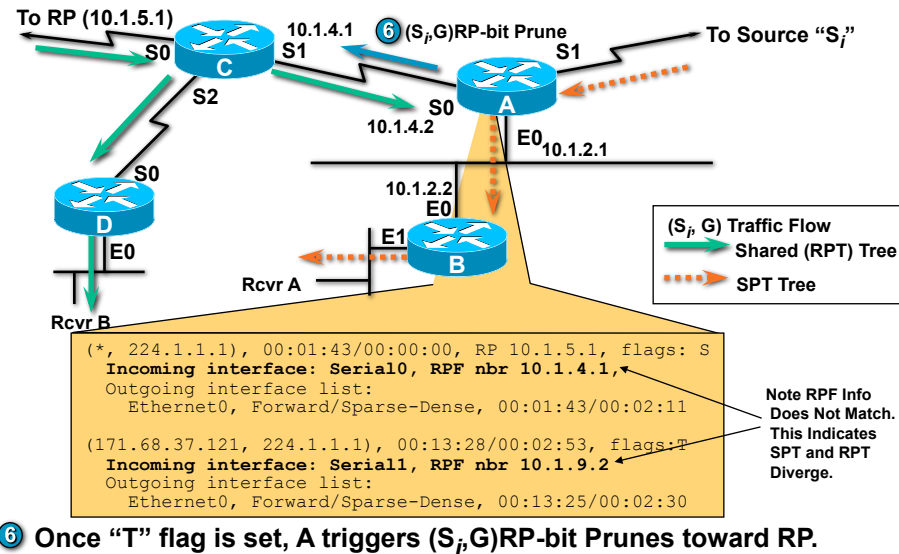 To RP (10.1.5.1)
10.1.4.1
6 (Si,G)RP-bit Prune
S1
To Source “Si”
S0
C
S1
S2
S0
A
10.1.4.2
E0
10.1.2.1
S0
10.1.2.2
E0
D
E0
E1
B
Rcvr A
Rcvr B
(Si, G) Traffic Flow
Shared (RPT) Tree
SPT Tree
(*, 224.1.1.1), 00:01:43/00:00:00, RP 10.1.5.1, flags: S
Incoming interface: Serial0, RPF nbr 10.1.4.1,
Outgoing interface list:
Ethernet0, Forward/Sparse-Dense, 00:01:43/00:02:11
(171.68.37.121, 224.1.1.1), 00:13:28/00:02:53, flags:T
Incoming interface: Serial1, RPF nbr 10.1.9.2
Outgoing interface list:
Ethernet0, Forward/Sparse-Dense, 00:13:25/00:02:30
Note RPF Info
Does Not Match.
This Indicates
SPT and RPT
Diverge.
6 Once “T” flag is set, A triggers (Si,G)RP-bit Prunes toward RP.